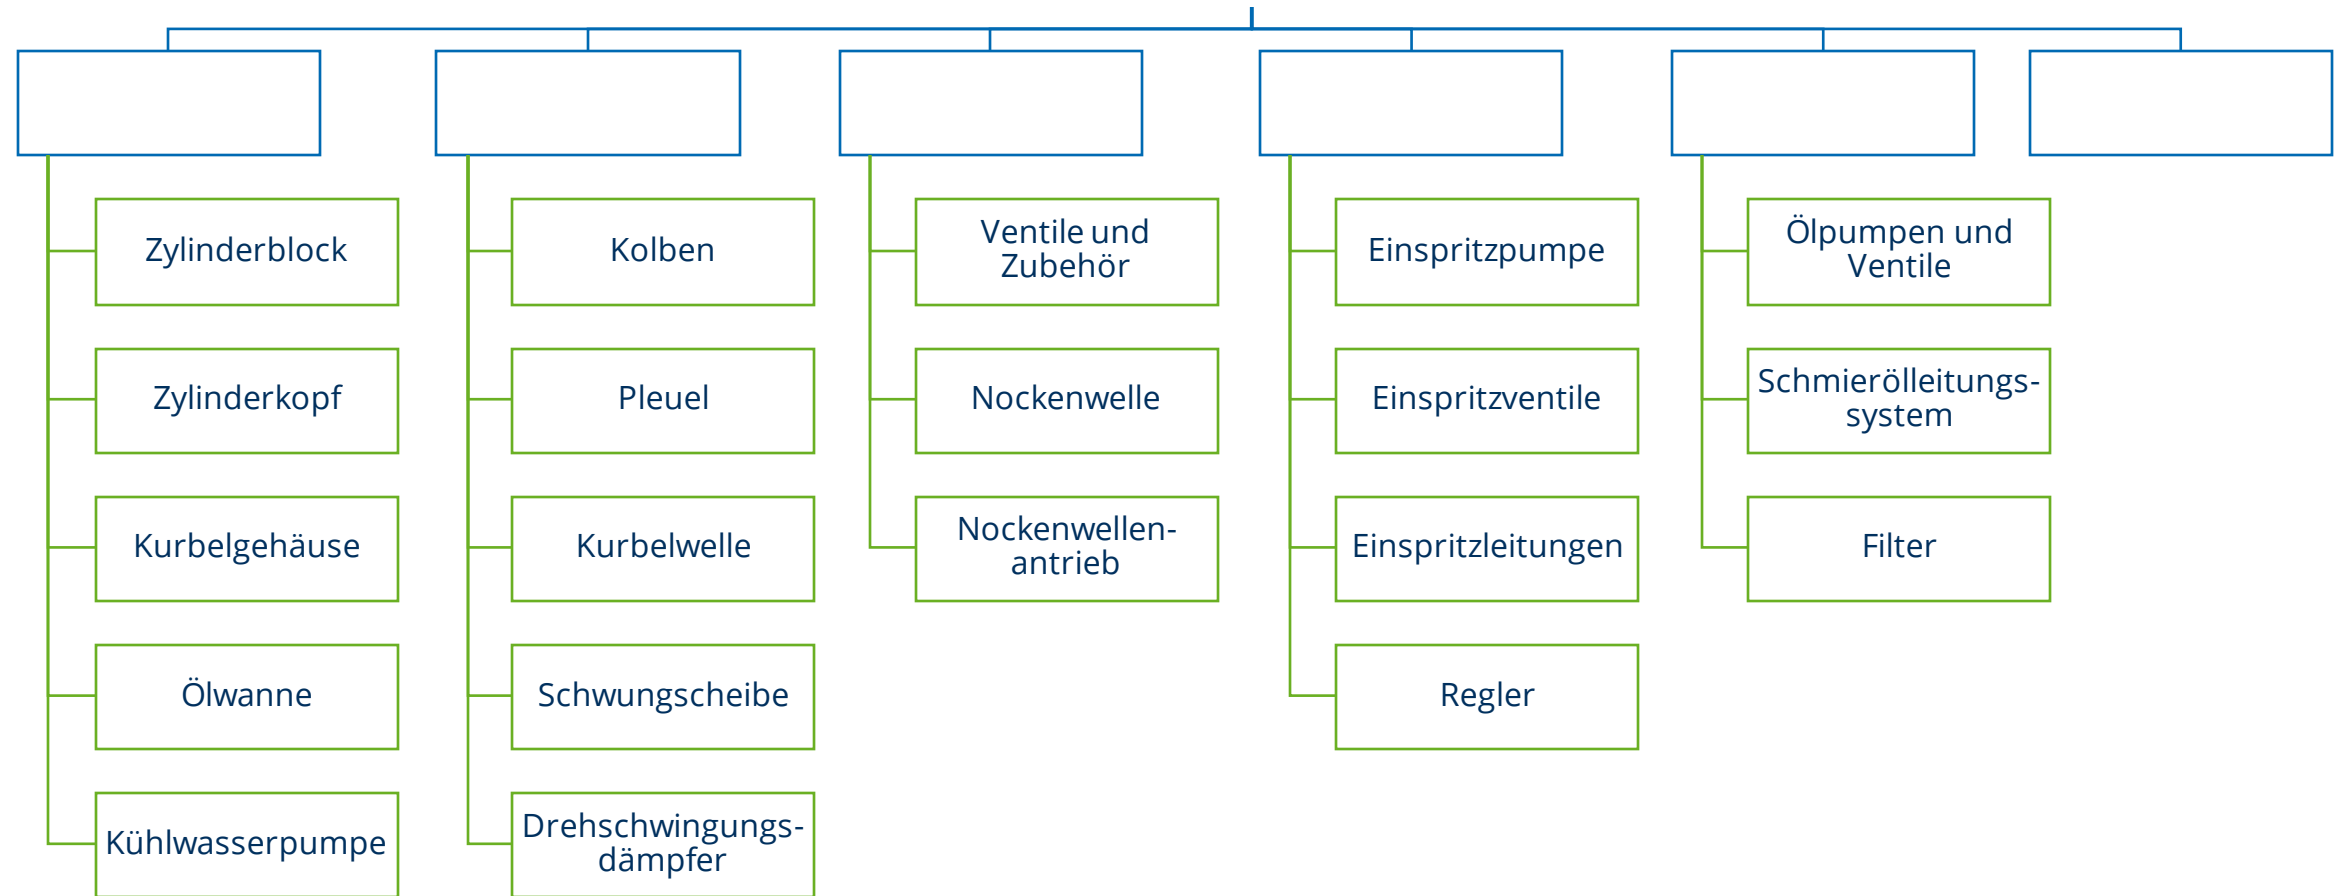 Zylinderblock
Zylinderkopf
Kurbelgehäuse
Ölwanne
Kühlwasserpumpe
Kolben
Pleuel
Kurbelwelle
Schwungscheibe
Drehschwingungs-
dämpfer
Ventile und
Zubehör
Nockenwelle
Nockenwellen-
antrieb
Einspritzpumpe
Einspritzventile
Einspritzleitungen
Regler
Ölpumpen und
Ventile
Schmierölleitungs-
system
Filter